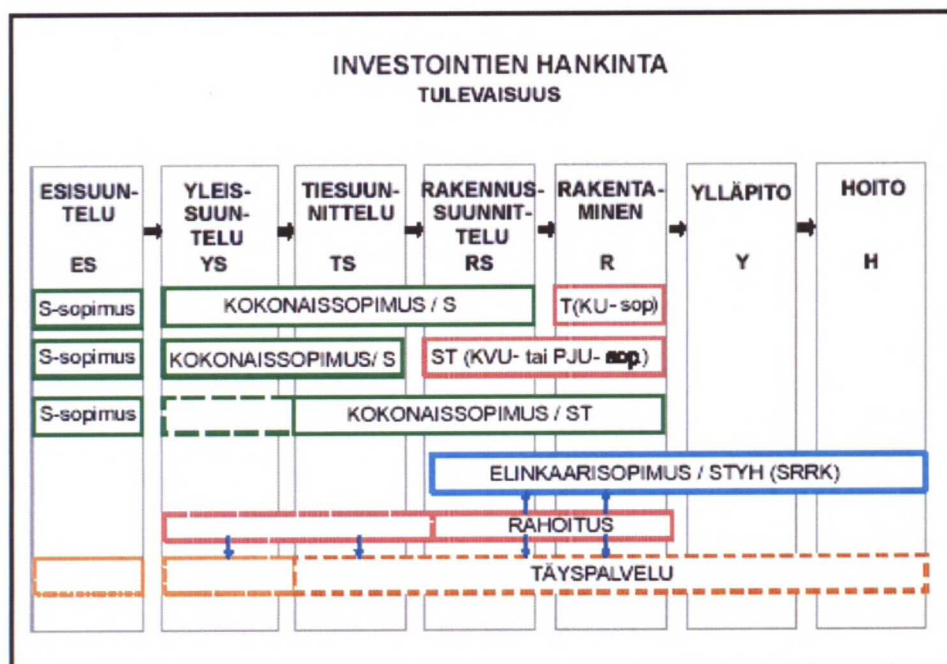 INVESTOINTIEN HANKINTA
TULEVAISUUS
ESISUUN-
TELU
ES
YLEIS-
SUUN-
TELU
YS
TIESUUN-
NITTELU
TS
RAKENNUS-
SUUNNIT-
TELU
RS
RAKENTA-
MINEN
R
YLLÄPITO
Y
HOITO
H
S-sopimus
KOKONAISSOPIMUS / S
T(KU- sop)
S-sopimus
KOKONAISSOPIMUS/ S
ST (KVU- tai PJU- sop.)
S-sopimus
KOKONAISSOPIMUS / ST
ELINKAARISOPIMUS / STYH (SRRK)
RAHOITUS
TÄYSPALVELU